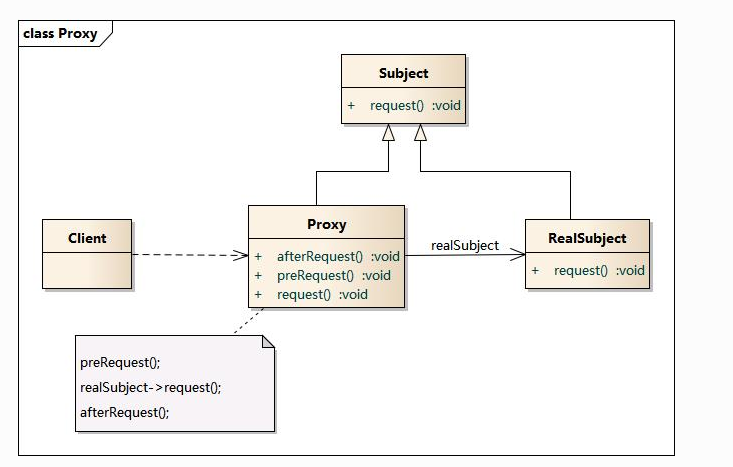 class Proxy
Subject
+ request() :void
Client
Proxy
+ afterRequest() :void
+ preRequest() :void
+ request() :void
realSubject
RealSubject
+ request() :void
preRequest();
realSubject->request();
afterRequest();